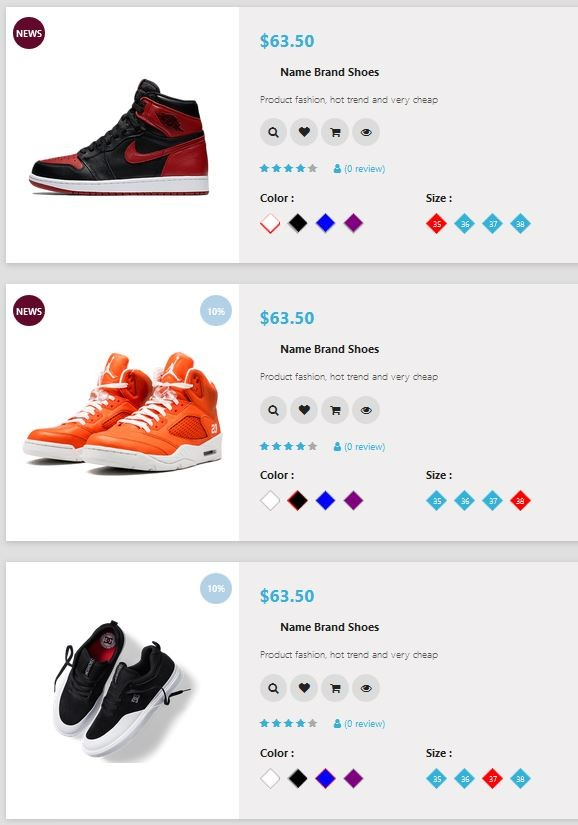 NEWS
$63.50
Name Brand Shoes
Product fashion, hot trend and very cheap
(0 review)
Color :
Size :
35 36 37 38
NEWS
10%
$63.50
Name Brand Shoes
Product fashion, hot trend and very cheap
(0 review)
Color :
Size :
23
35 36 37 38
10%
$63.50
Name Brand Shoes
Product fashion, hot trend and very cheap
(0 review)
Color :
Size :
35 36 37 38